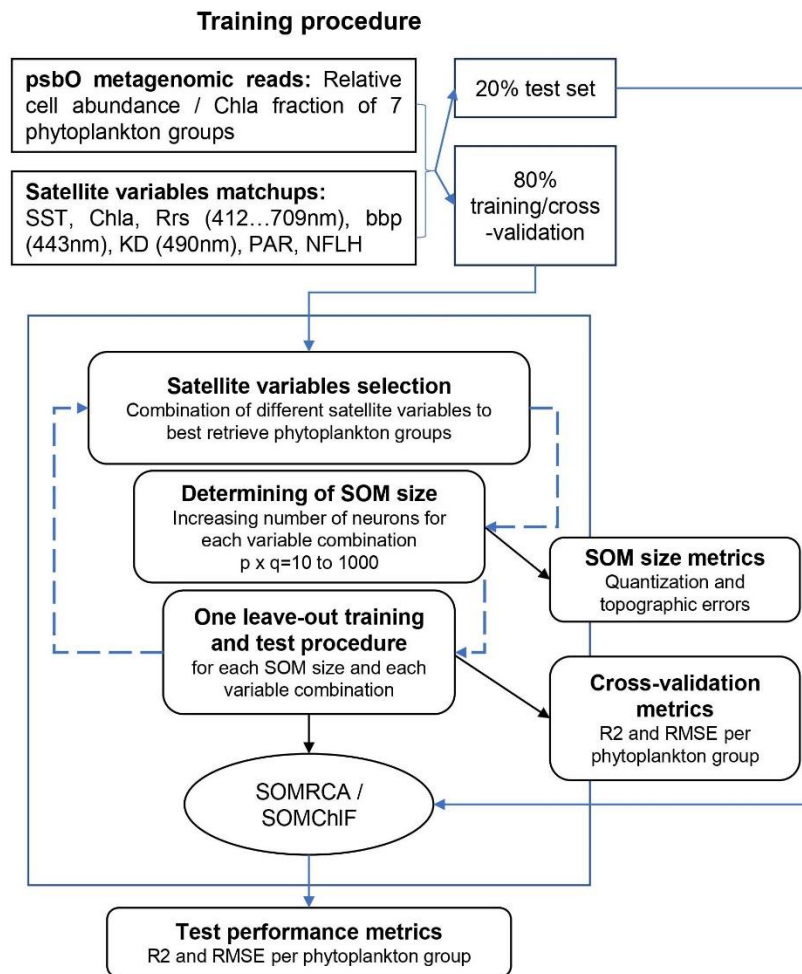 Training procedure
psbO metagenomic reads: Relative
cell abundance / Chla fraction of 7
phytoplankton groups
20% test set
Satellite variables matchups:
SST, Chla, Rrs (412…709nm), bbp
(443nm), KD (490nm), PAR, NFLH
80%
training/cross
-validation
Satellite variables selection
Combination of different satellite variables to
best retrieve phytoplankton groups
Determining of SOM size
Increasing number of neurons for
each variable combination
p x q=10 to 1000
SOM size metrics
Quantization and
topographic errors
One leave-out training
and test procedure
for each SOM size and each
variable combination
Cross-validation
metrics
R2 and RMSE per
phytoplankton group
SOMRCA /
SOMChlF
Test performance metrics
R2 and RMSE per phytoplankton group